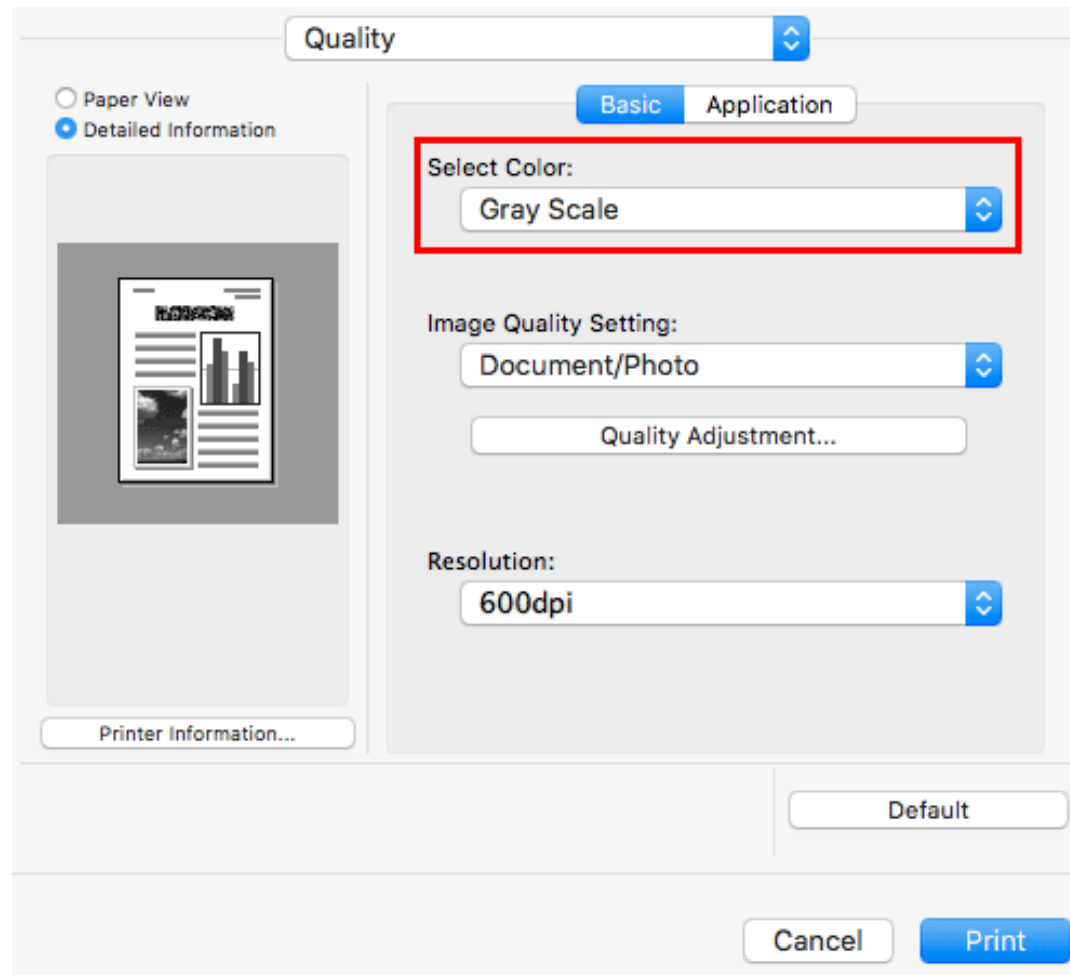 Quality
Paper View
Detailed Information
Printer Information...
Basic Application
Select Color:
Gray Scale
Image Quality Setting:
Document/Photo
Quality Adjustment...
Resolution:
600dpi
Default
Cancel Print